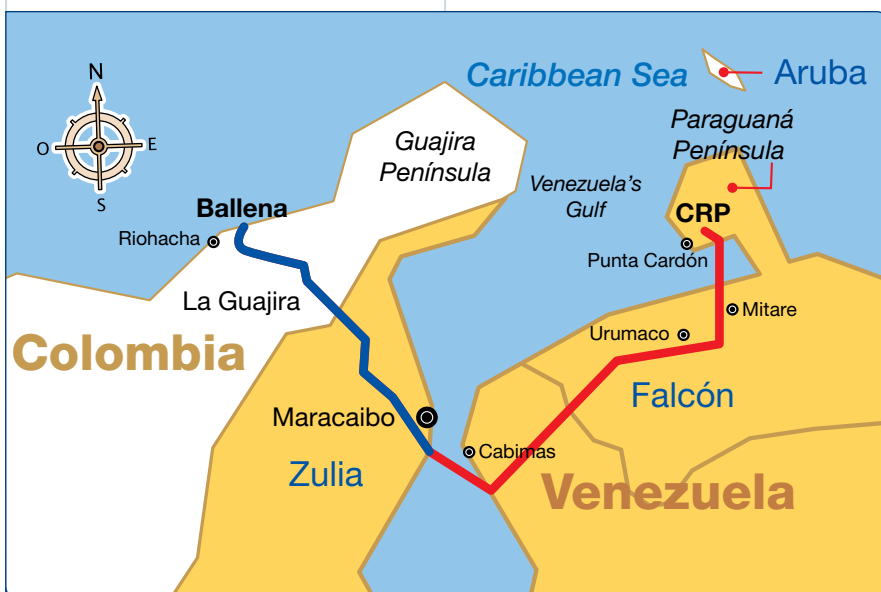 Caribbean Sea
Aruba
N
O
E
S
Guajira
Península
Paraguaná
Península
Venezuela's
Gulf
Ballena
CRP
Riohacha
Punta Cardón
La Guajira
Mitare
Urumaco
Colombia
Falcón
Maracaibo
Cabimas
Zulia
Venezuela